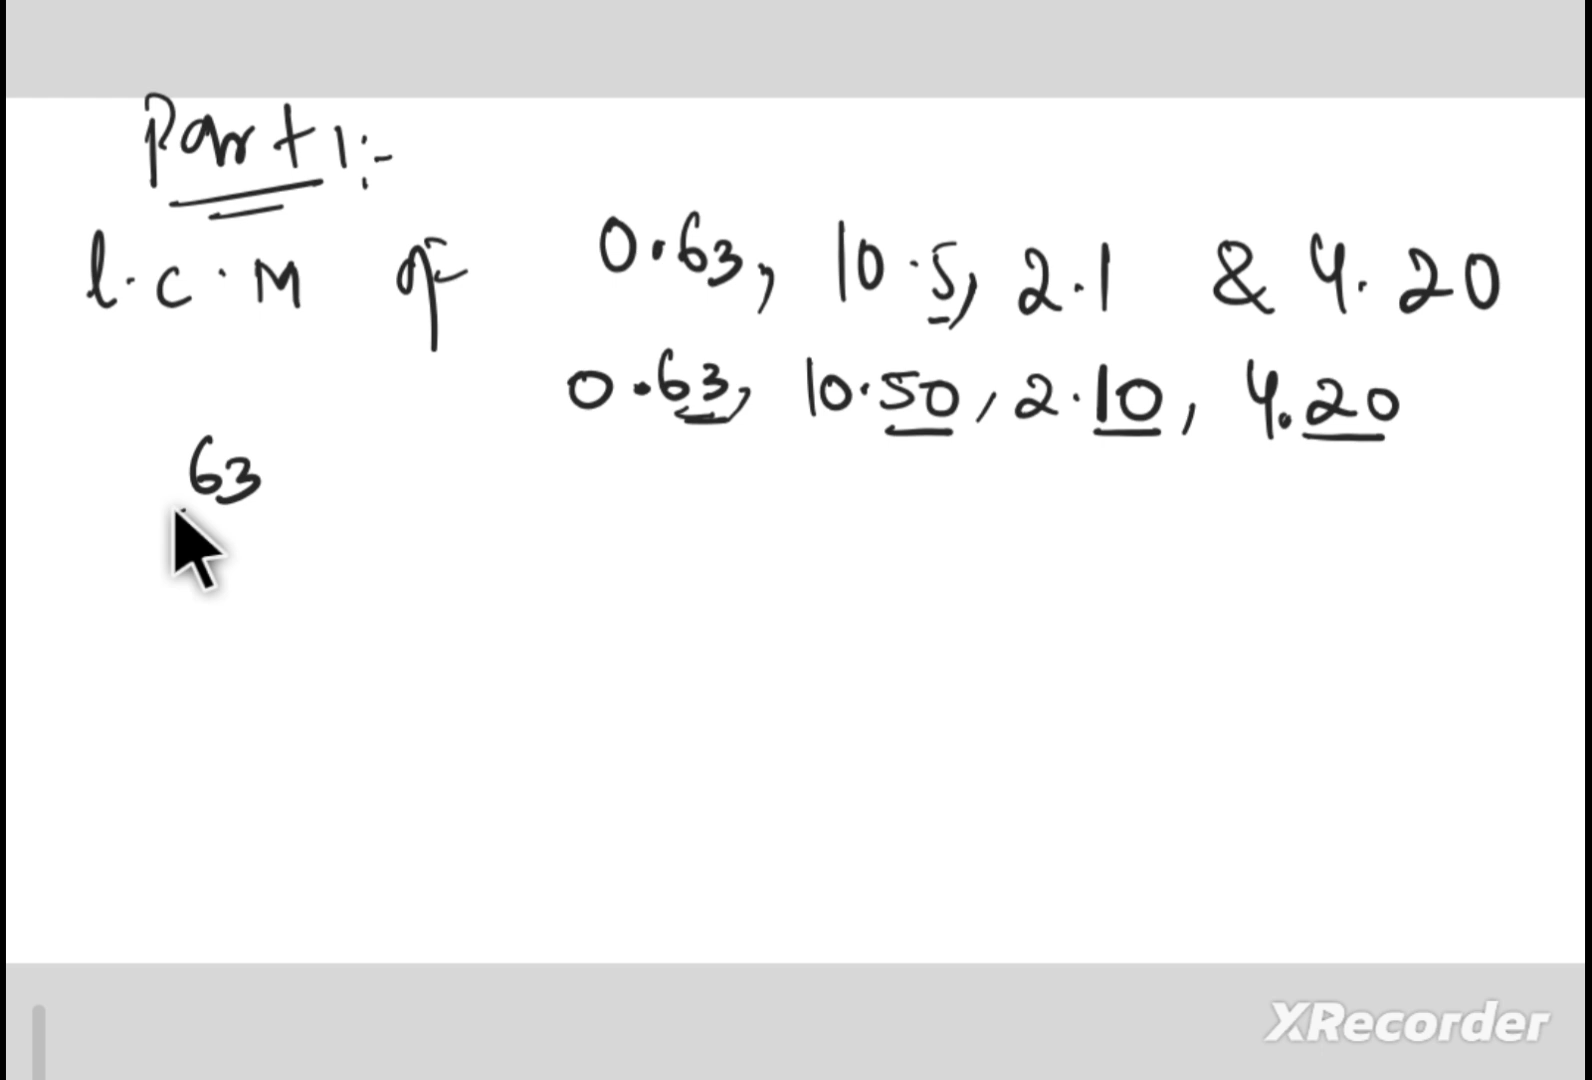 Part 1:-
l.c.M of 0.63, 10.5, 2.1 & 4.20
0.63, 10.50, 2.10, 4.20
63
XRecorder